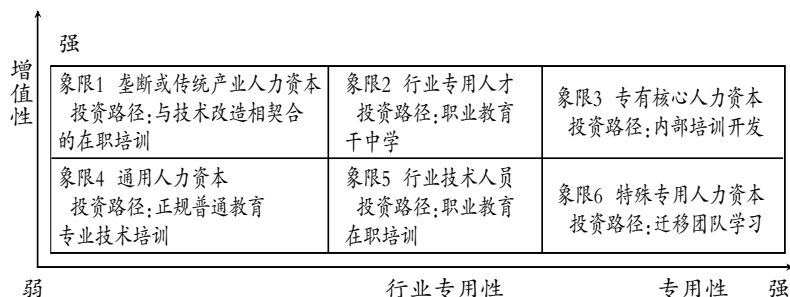 强
增值性
象限1 垄断或传统产业人力资本
投资路径:与技术改造相契合
的在职培训
象限2 行业专用人才
投资路径:职业教育
干中学
象限3 专有核心人力资本
投资路径:内部培训开发
象限4 通用人力资本
投资路径:正规普通教育
专业技术培训
象限5 行业技术人员
投资路径:职业教育
在职培训
象限6 特殊专用人力资本
投资路径:迁移团队学习
弱 行业专用性 专用性 强